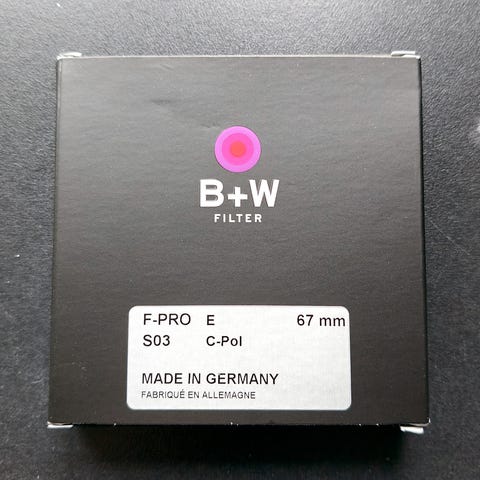 B+W
FILTER
F-PRO E 67 mm
S03 C-Pol
MADE IN GERMANY
FABRIQUÉ EN ALLEMAGNE